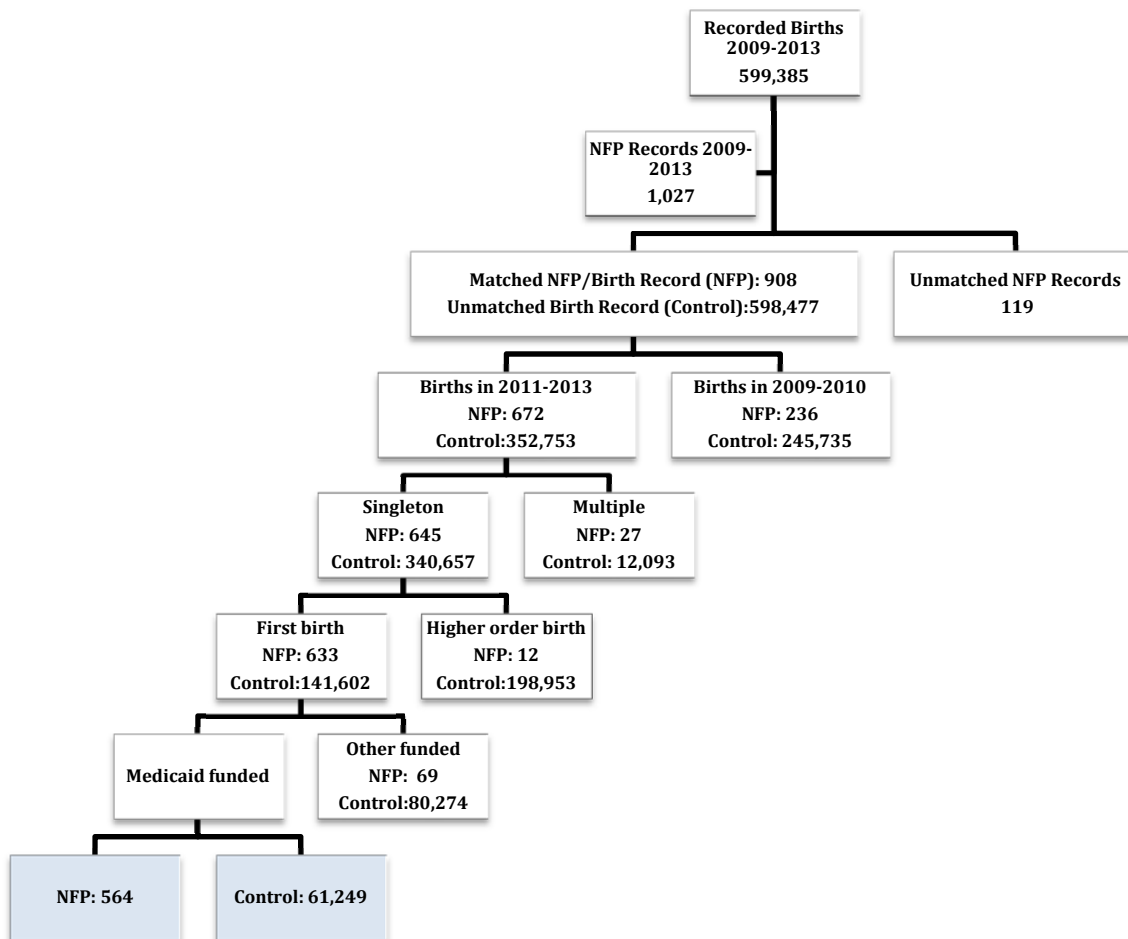 Recorded Births
2009-2013
599,385
NFP Records 2009-
2013
1,027
Matched NFP/Birth Record (NFP): 908
Unmatched Birth Record (Control):598,477
Unmatched NFP Records
119
Births in 2011-2013
NFP: 672
Control:352,753
Births in 2009-2010
NFP: 236
Control: 245,735
Singleton
NFP: 645
Control: 340,657
Multiple
NFP: 27
Control: 12,093
First birth
NFP: 633
Control:141,602
Higher order birth
NFP: 12
Control:198,953
Medicaid funded
Other funded
NFP: 69
Control:80,274
NFP: 564
Control: 61,249